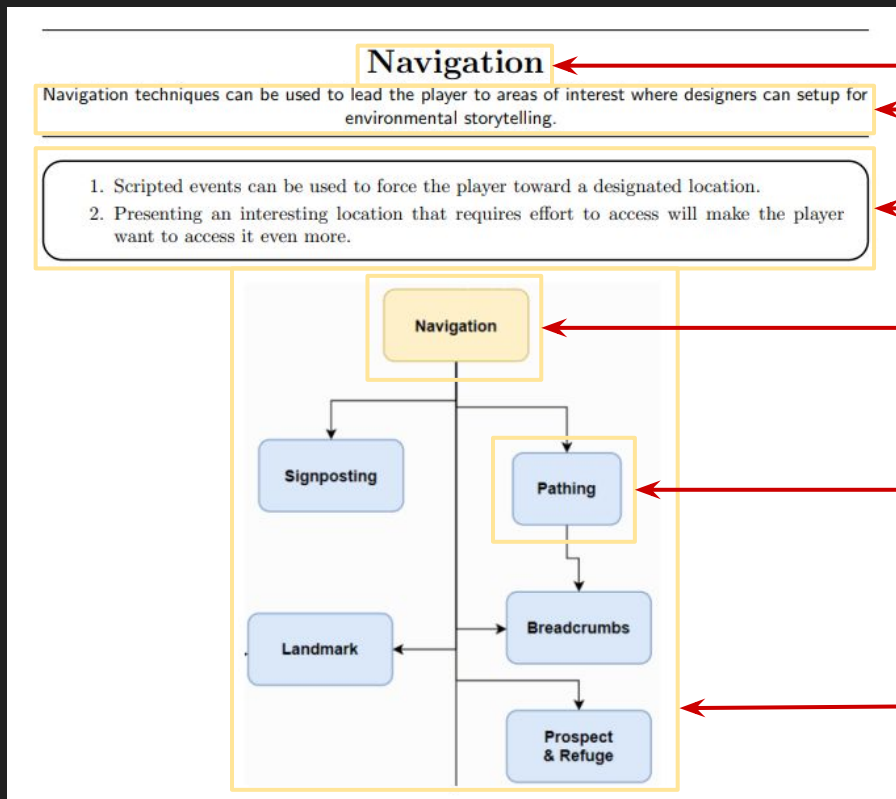 Navigation
Navigation techniques can be used to lead the player to areas of interest where designers can setup for
environmental storytelling.
1. Scripted events can be used to force the player toward a designated location.
2. Presenting an interesting location that requires effort to access will make the player
want to access it even more.
Navigation
Signposting
Pathing
Breadcrumbs
Landmark
Prospect
& Refuge